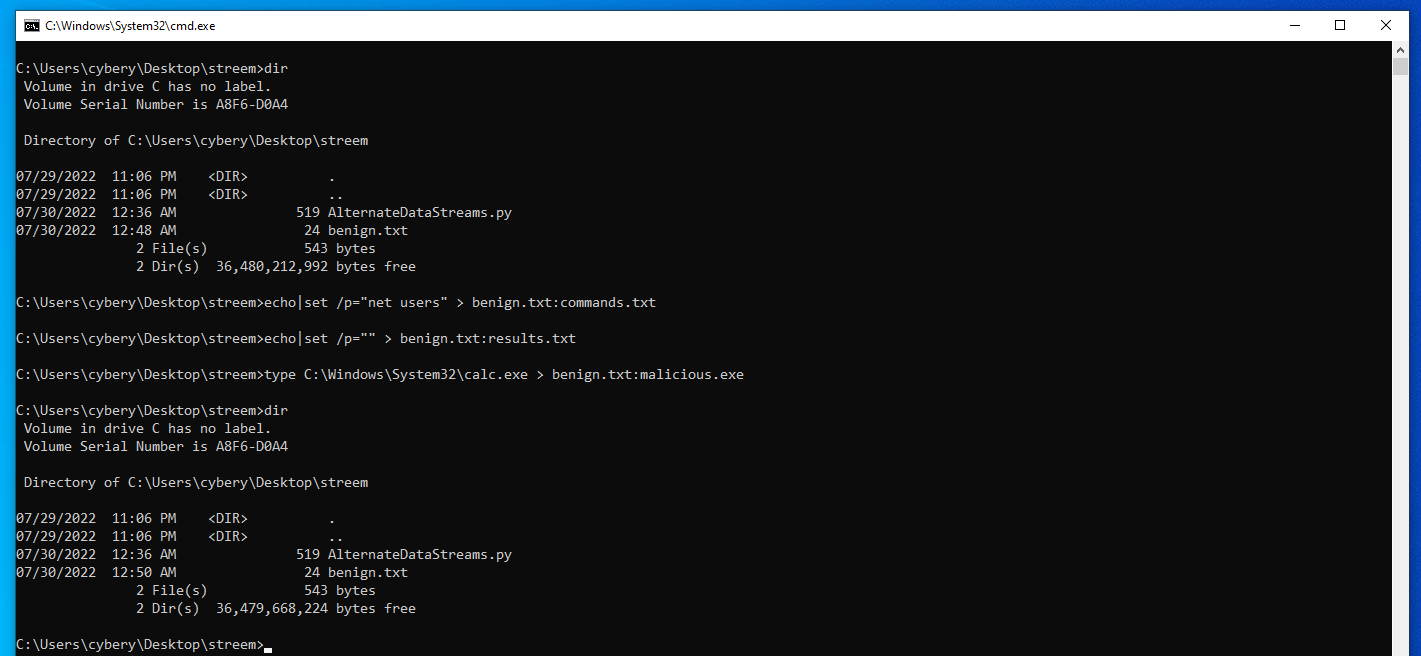 C:\Windows\System32\cmd.exe
C:\Users\cybery\Desktop\streem>dir
 Volume in drive C has no label.
 Volume Serial Number is A8F6-D0A4
 Directory of C:\Users\cybery\Desktop\streem
07/29/2022  11:06 PM    <DIR>          .
07/29/2022  11:06 PM    <DIR>          ..
07/30/2022  12:36 AM               519 AlternateDataStreams.py
07/30/2022  12:48 AM                24 benign.txt
               2 File(s)            543 bytes
               2 Dir(s)  36,480,212,992 bytes free
C:\Users\cybery\Desktop\streem>echo|set /p="net users" > benign.txt:commands.txt
C:\Users\cybery\Desktop\streem>echo|set /p="" > benign.txt:results.txt
C:\Users\cybery\Desktop\streem>type C:\Windows\System32\calc.exe > benign.txt:malicious.exe
C:\Users\cybery\Desktop\streem>dir
 Volume in drive C has no label.
 Volume Serial Number is A8F6-D0A4
 Directory of C:\Users\cybery\Desktop\streem
07/29/2022  11:06 PM    <DIR>          .
07/29/2022  11:06 PM    <DIR>          ..
07/30/2022  12:36 AM               519 AlternateDataStreams.py
07/30/2022  12:50 AM                24 benign.txt
               2 File(s)            543 bytes
               2 Dir(s)  36,479,668,224 bytes free
C:\Users\cybery\Desktop\streem>